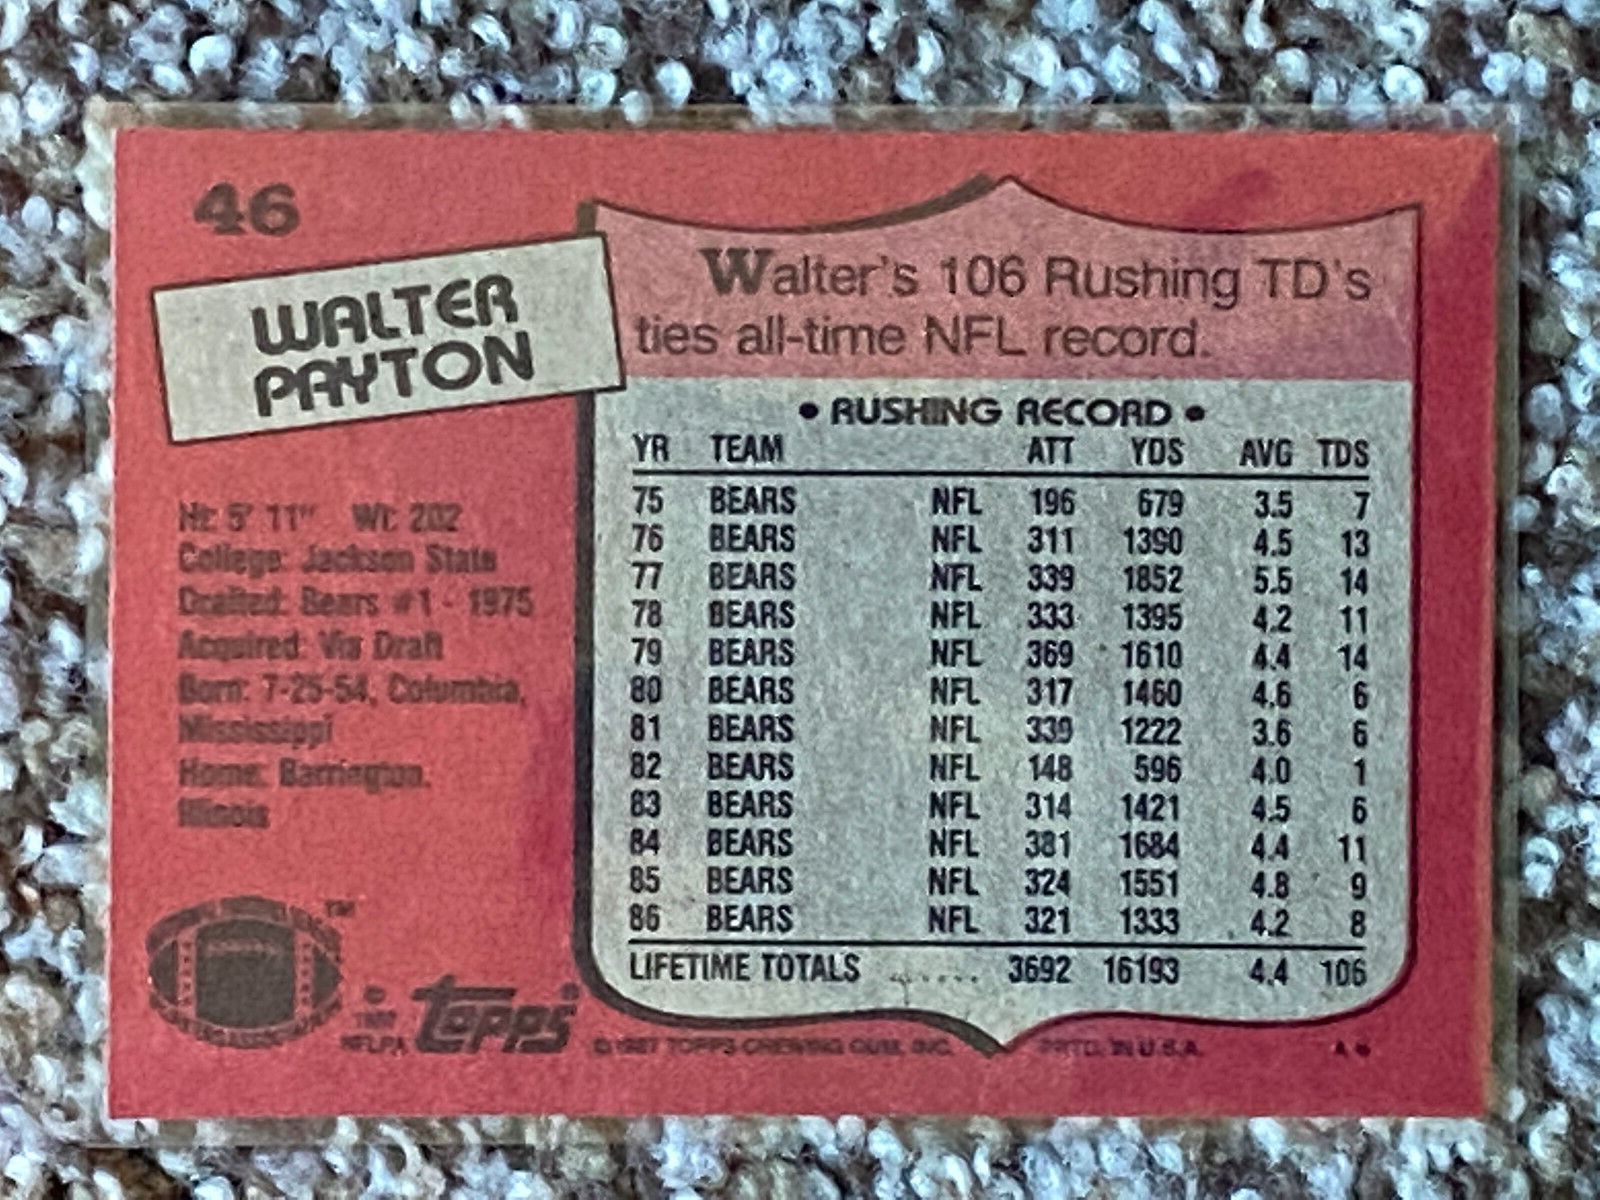 46
WALTER
PAYTON
Walter's 106 Rushing TD's
ties all-time NFL record.
• RUSHING RECORD •
YR TEAM ATT YDS AVG TDS
75 BEARS NFL 196 679 3.5 7
76 BEARS NFL 311 1390 4.5 13
77 BEARS NFL 339 1852 5.5 14
78 BEARS NFL 333 1395 4.2 11
79 BEARS NFL 369 1610 4.4 14
80 BEARS NFL 317 1460 4.6 6
81 BEARS NFL 339 1222 3.6 6
82 BEARS NFL 148 596 4.0 1
83 BEARS NFL 314 1421 4.5 6
84 BEARS NFL 381 1684 4.4 11
85 BEARS NFL 324 1551 4.8 9
86 BEARS NFL 321 1333 4.2 8
LIFETIME TOTALS ....... 3692 16193 4.4 106
Ht: 5' 11" Wt: 202
College: Jackson State
Drafted: Bears #1 - 1975
Acquired: Via Draft
Born: 7-25-54, Columbia,
Mississippi
Home: Barrington,
Illinois
TM
NFLPA
topps®
©1987 TOPPS CHEWING GUM, INC. PRTD. IN U.S.A. A*